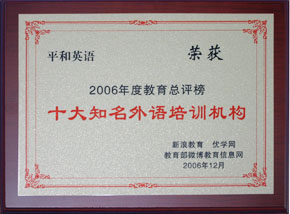 平和英语
荣获
2006年度教育总评榜
十大知名外语培训机构
新浪教育 优学网
教育部微博教育信息网
2006年12月